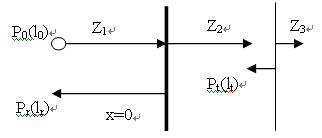 P₀(I₀)
Z₁
Z₂
Z₃
Pₜ(Iₜ)
Pᵣ(Iᵣ)
x=0